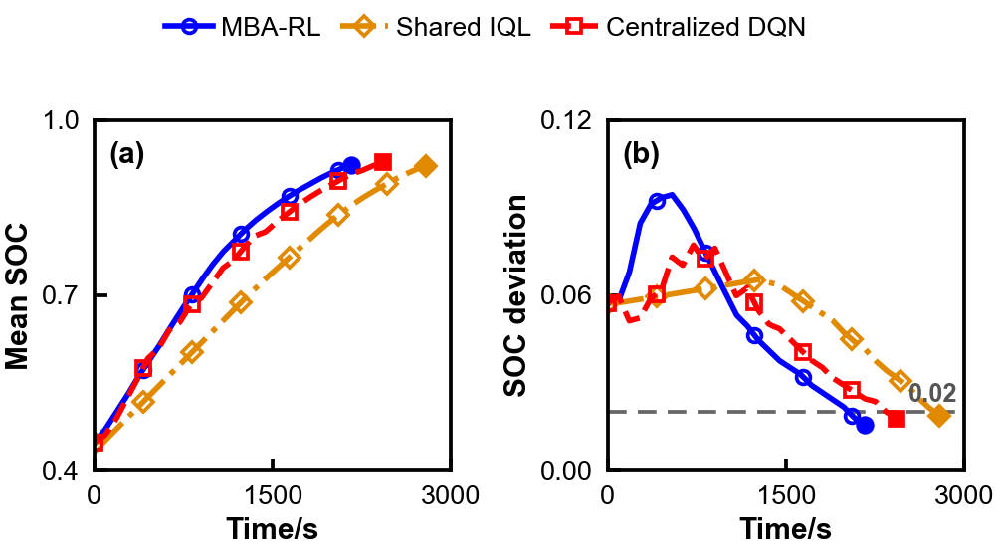 MBA-RL Shared IQL Centralized DQN
(a)
Mean SOC
1.0
0.7
0.4
0 1500 3000
Time/s
(b)
SOC deviation
0.12
0.06
0.00
0.02
0 1500 3000
Time/s